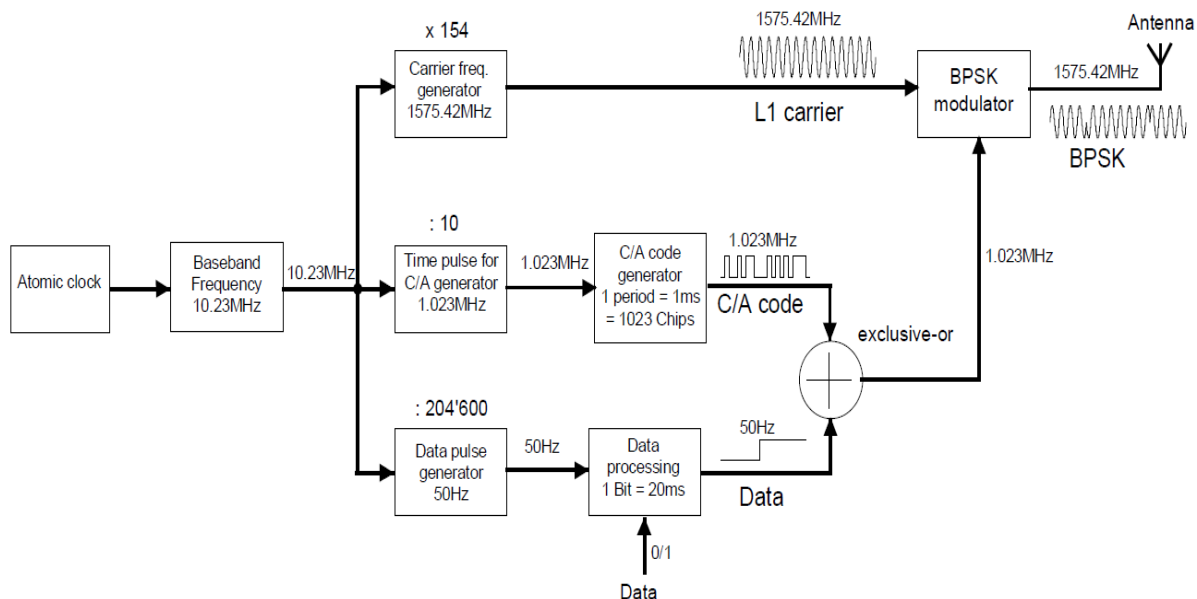 x 154
Carrier freq.
generator
1575.42MHz
1575.42MHz
L1 carrier
BPSK
modulator
Antenna
1575.42MHz
BPSK
Atomic clock
Baseband
Frequency
10.23MHz
10.23MHz
: 10
Time pulse for
C/A generator
1.023MHz
1.023MHz
C/A code
generator
1 period = 1ms
= 1023 Chips
1.023MHz
C/A code
exclusive-or
1.023MHz
: 204'600
Data pulse
generator
50Hz
50Hz
Data
processing
1 Bit = 20ms
50Hz
Data
0/1
Data